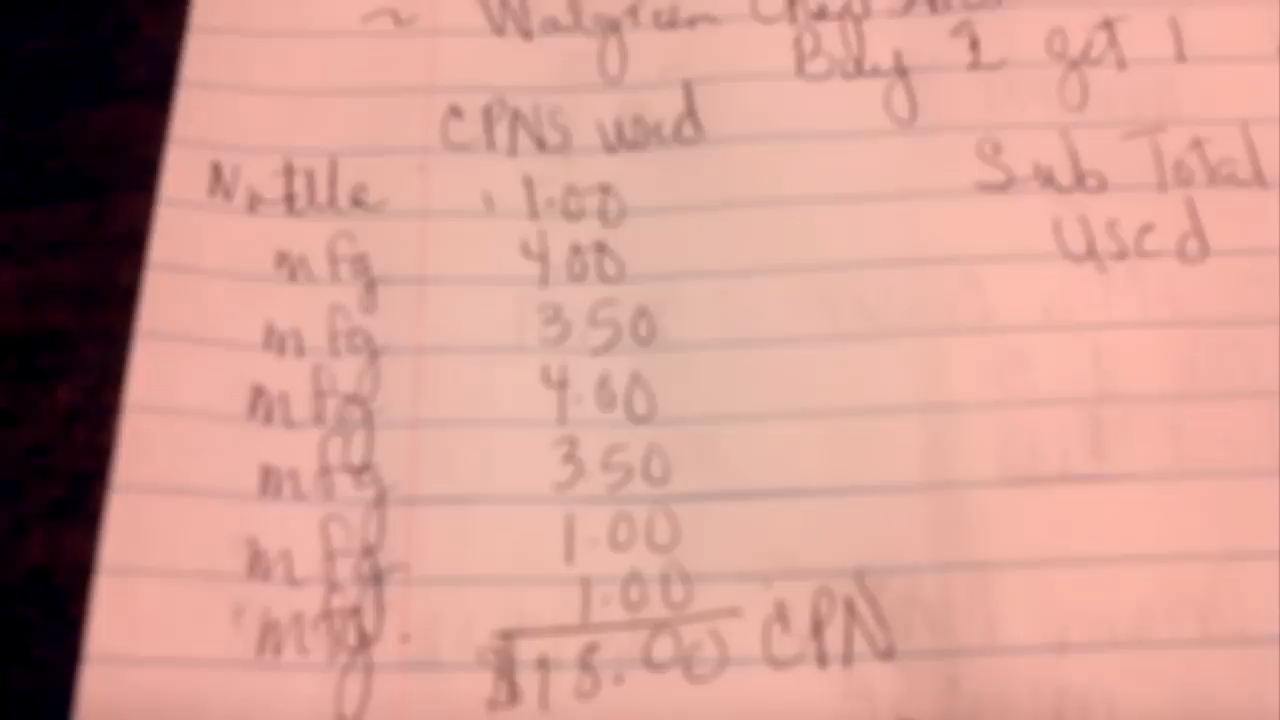 ~ Walgreen
Buy 2 get 1
CPNS used
1.00 Sub Total
mfg 4.00 used
mfg 3.50
mfg 4.00
mfg 3.50
mfg 1.00
mfg. 1.00
$18.00 CPN